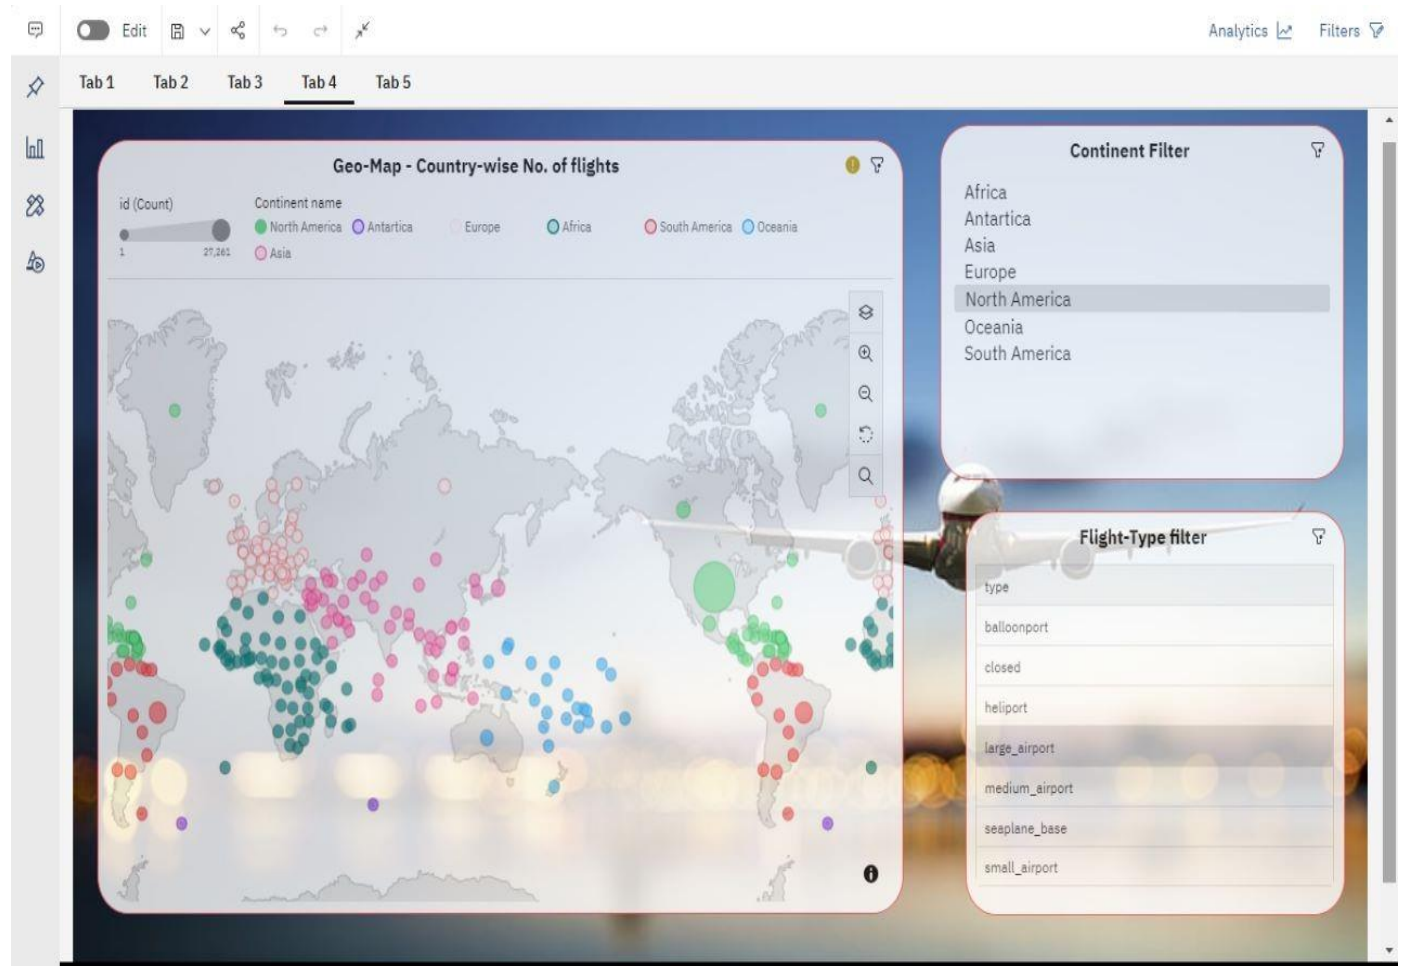 Edit
Analytics
Filters
Tab 1 Tab 2 Tab 3 Tab 4 Tab 5
Geo-Map - Country-wise No. of flights
id (Count)
1 27,261
Continent name
North America Antartica Europe Africa South America Oceania
Asia
Continent Filter
Africa
Antartica
Asia
Europe
North America
Oceania
South America
Flight-Type filter
type
balloonport
closed
heliport
large_airport
medium_airport
seaplane_base
small_airport